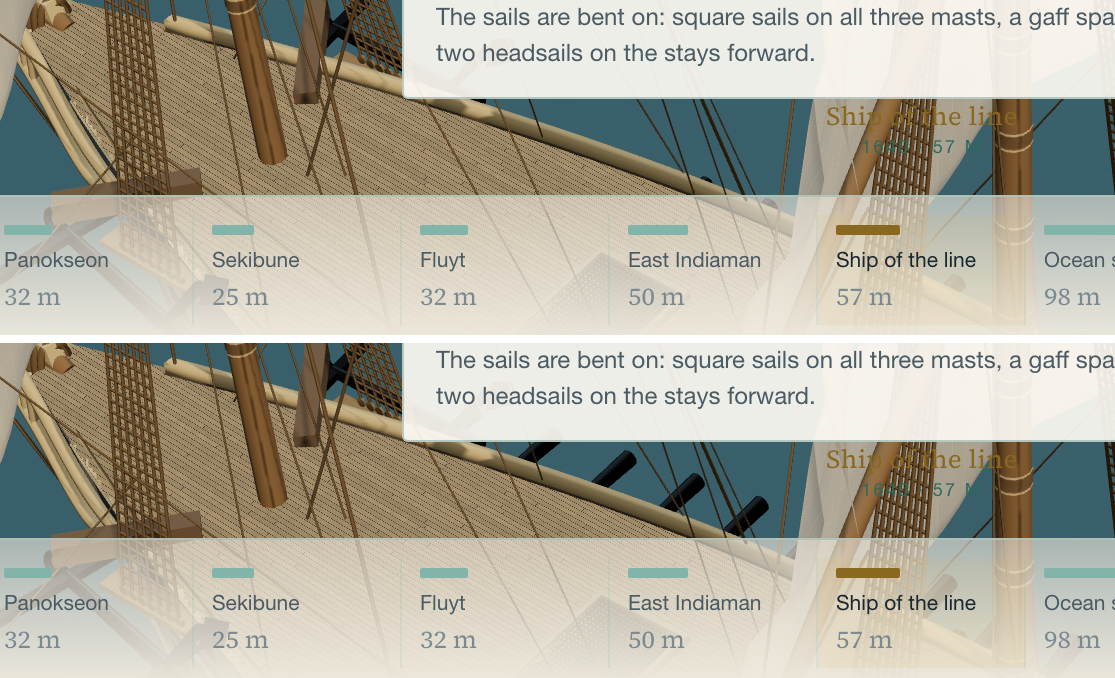 The sails are bent on: square sails on all three masts, a gaff spa
two headsails on the stays forward.
Ship of the line
57 M
Panokseon
32 m
Sekibune
25 m
Fluyt
32 m
East Indiaman
50 m
Ship of the line
57 m
Ocean s
98 m
The sails are bent on: square sails on all three masts, a gaff spa
two headsails on the stays forward.
Ship of the line
57 M
Panokseon
32 m
Sekibune
25 m
Fluyt
32 m
East Indiaman
50 m
Ship of the line
57 m
Ocean s
98 m